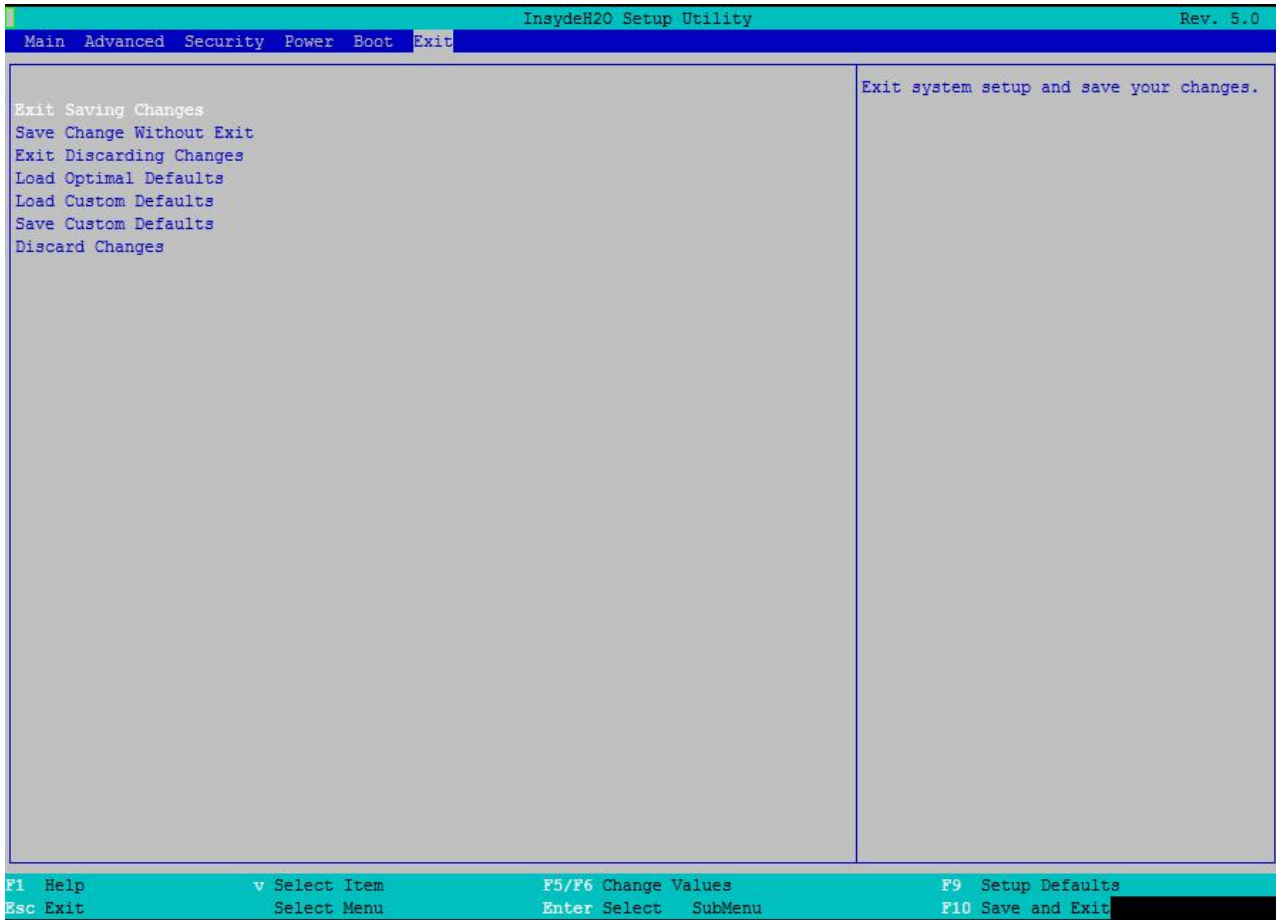 InsydeH2O Setup Utility Rev. 5.0
Main Advanced Security Power Boot Exit
Exit Saving Changes
Save Change Without Exit
Exit Discarding Changes
Load Optimal Defaults
Load Custom Defaults
Save Custom Defaults
Discard Changes
Exit system setup and save your changes.
F1 Help v Select Item F5/F6 Change Values F9 Setup Defaults
Esc Exit Select Menu Enter Select SubMenu F10 Save and Exit